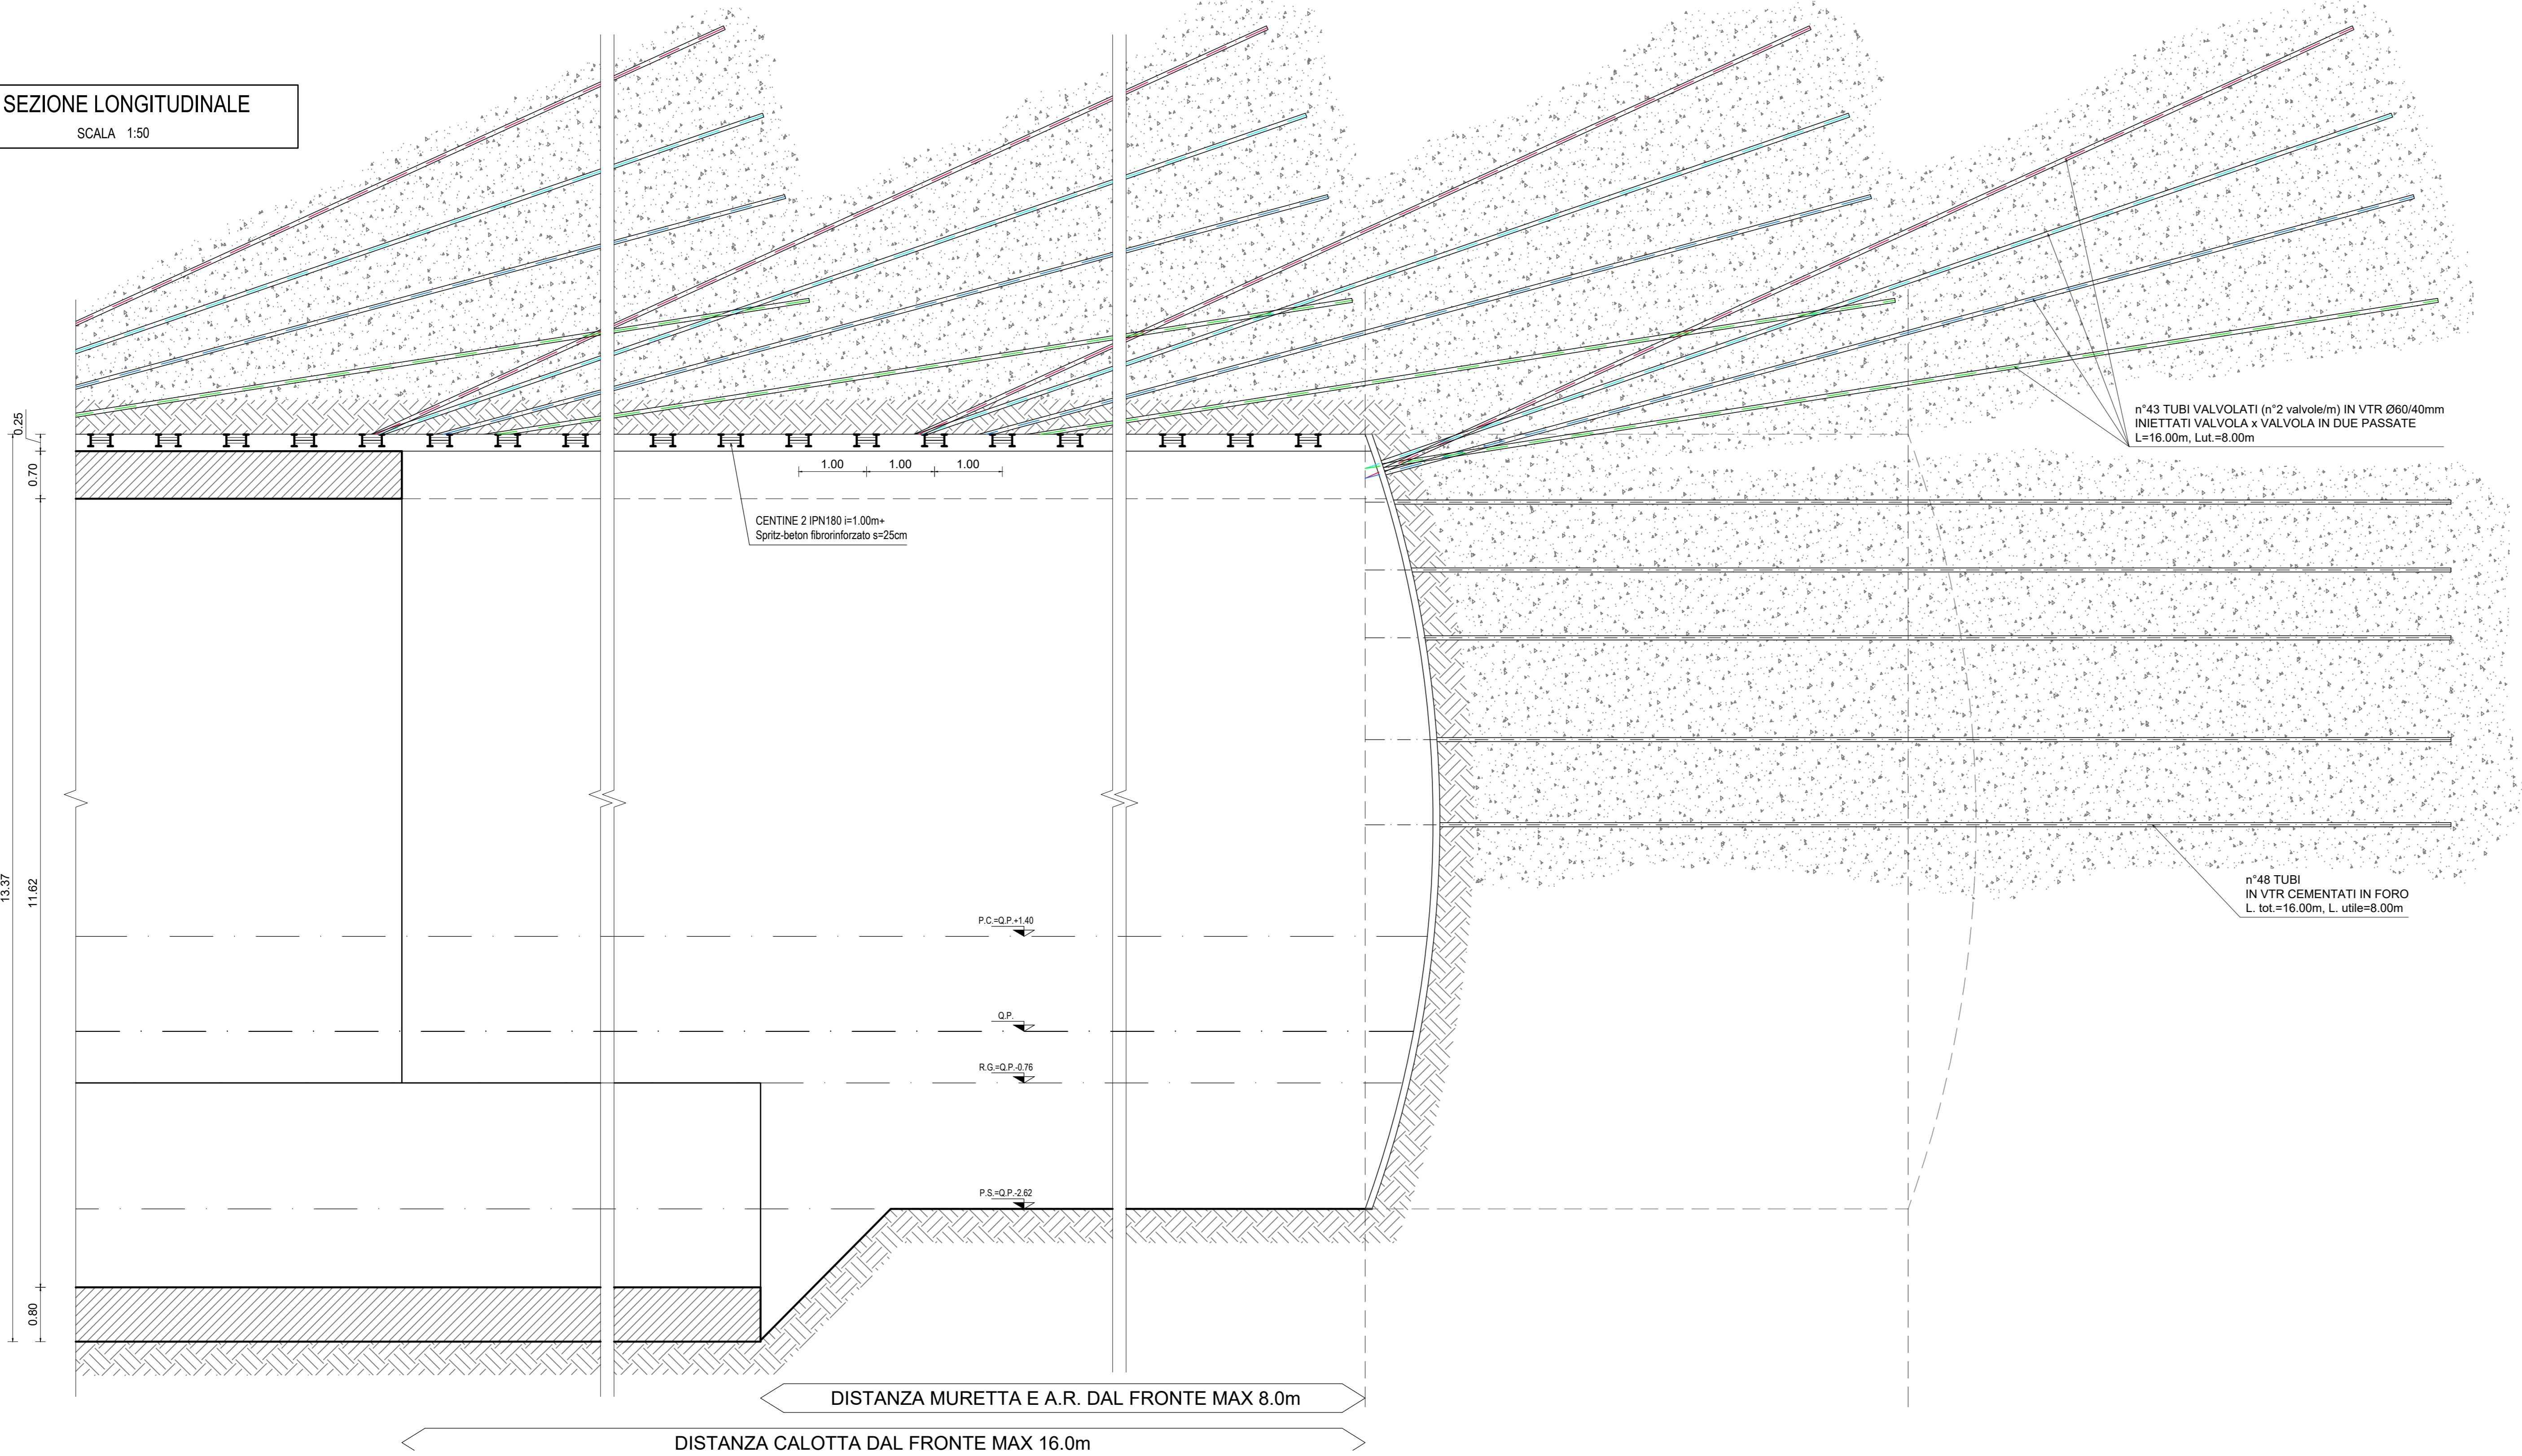 SEZIONE LONGITUDINALE
SCALA 1:50
n°43 TUBI VALVOLATI (n°2 valvole/m) IN VTR Ø60/40mm
INIETTATI VALVOLA x VALVOLA IN DUE PASSATE
L=16.00m, Lut.=8.00m
0.25
0.70
1.00
1.00
1.00
CENTINE 2 IPN180 i=1.00m+
Spritz-beton fibrorinforzato s=25cm
13.37
11.62
n°48 TUBI
IN VTR CEMENTATI IN FORO
L. tot.=16.00m, L. utile=8.00m
P.C.=Q.P.+1.40
Q.P.
R.G.=Q.P.-0.76
P.S.=Q.P.-2.62
0.80
DISTANZA MURETTA E A.R. DAL FRONTE MAX 8.0m
DISTANZA CALOTTA DAL FRONTE MAX 16.0m